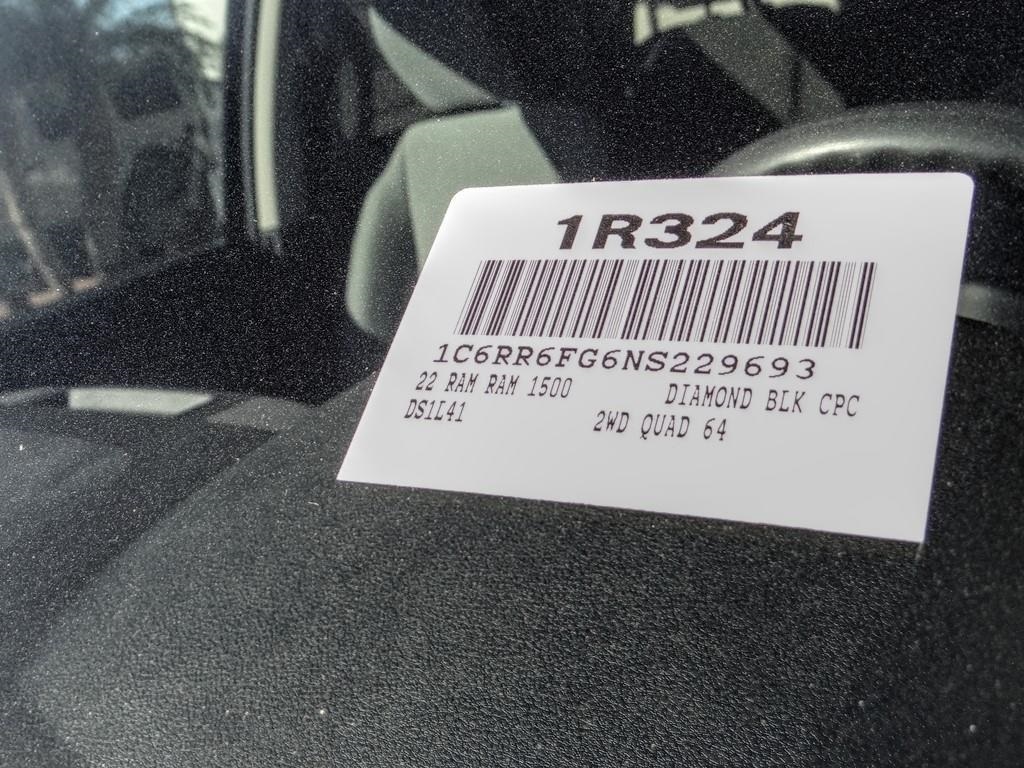 1R324
1C6RR6FG6NS229693
22 RAM RAM 1500 DIAMOND BLK CPC
DS1L41 2WD QUAD 64